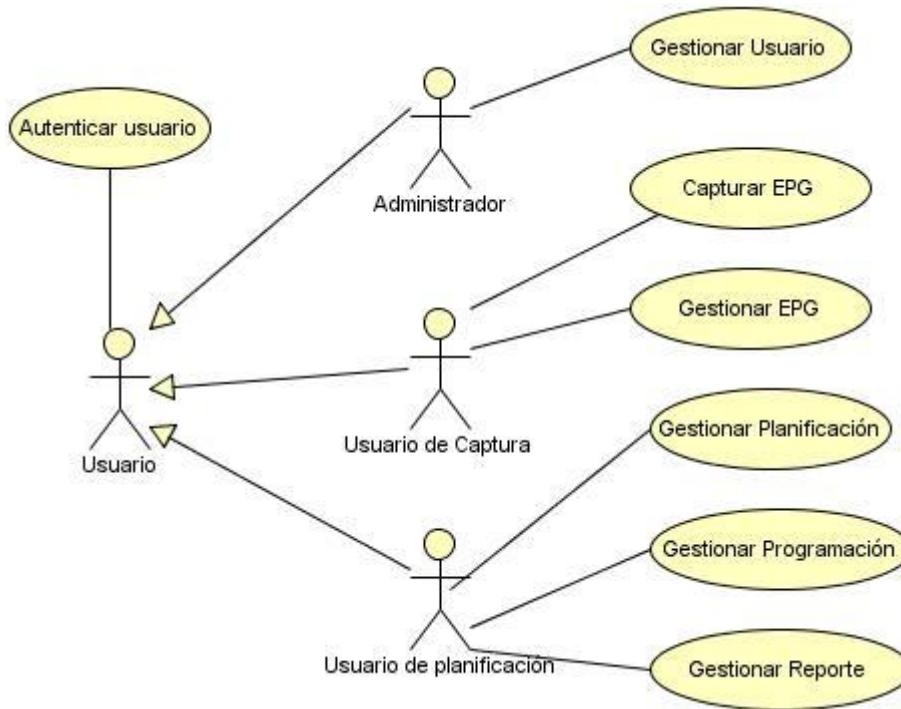 Gestionar Usuario
Autenticar usuario
Administrador
Capturar EPG
Gestionar EPG
Usuario de Captura
Usuario
Gestionar Planificación
Gestionar Programación
Usuario de planificación
Gestionar Reporte